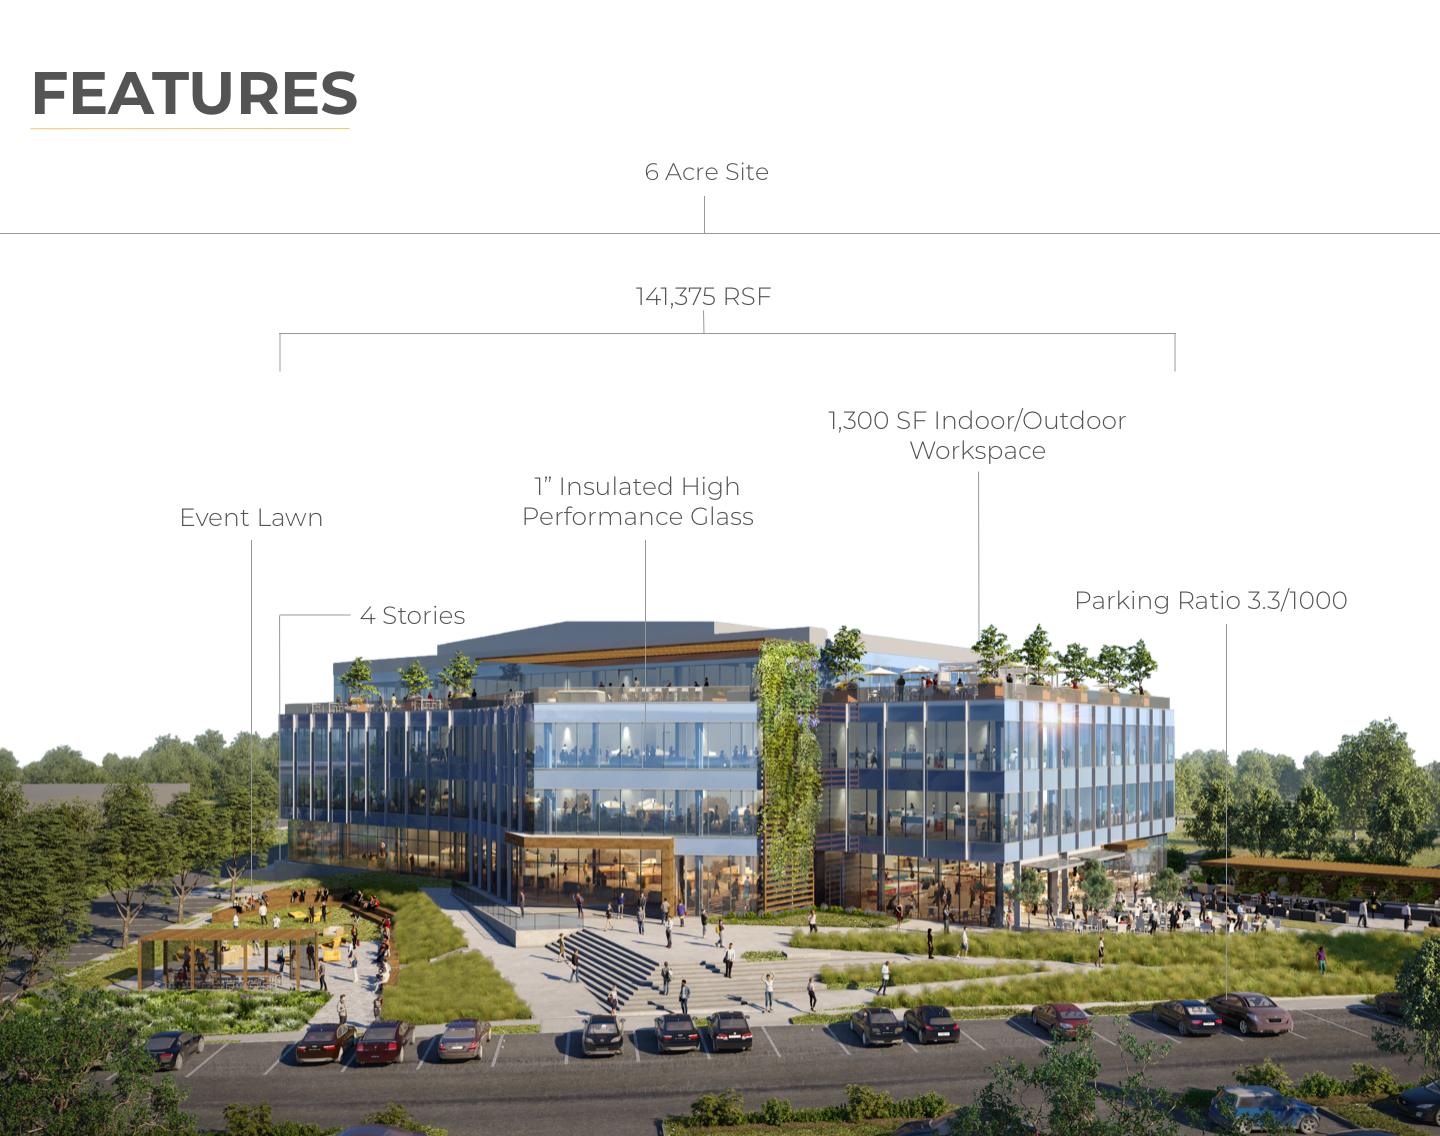 FEATURES
6 Acre Site
141,375 RSF
1,300 SF Indoor/Outdoor
Workspace
1” Insulated High
Performance Glass
Event Lawn
Parking Ratio 3.3/1000
4 Stories